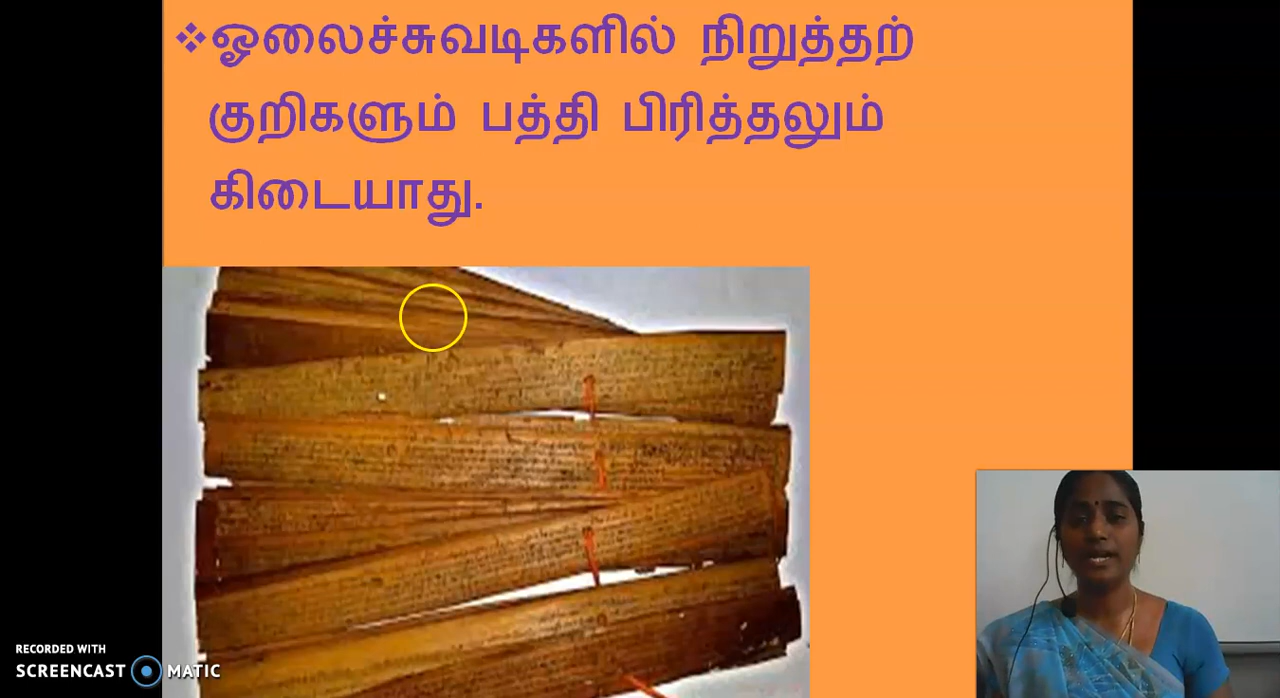 ❖ஓலைச்சுவடிகளில் நிறுத்தற்
குறிகளும் பத்தி பிரித்தலும்
கிடையாது.
RECORDED WITH
SCREENCAST MATIC